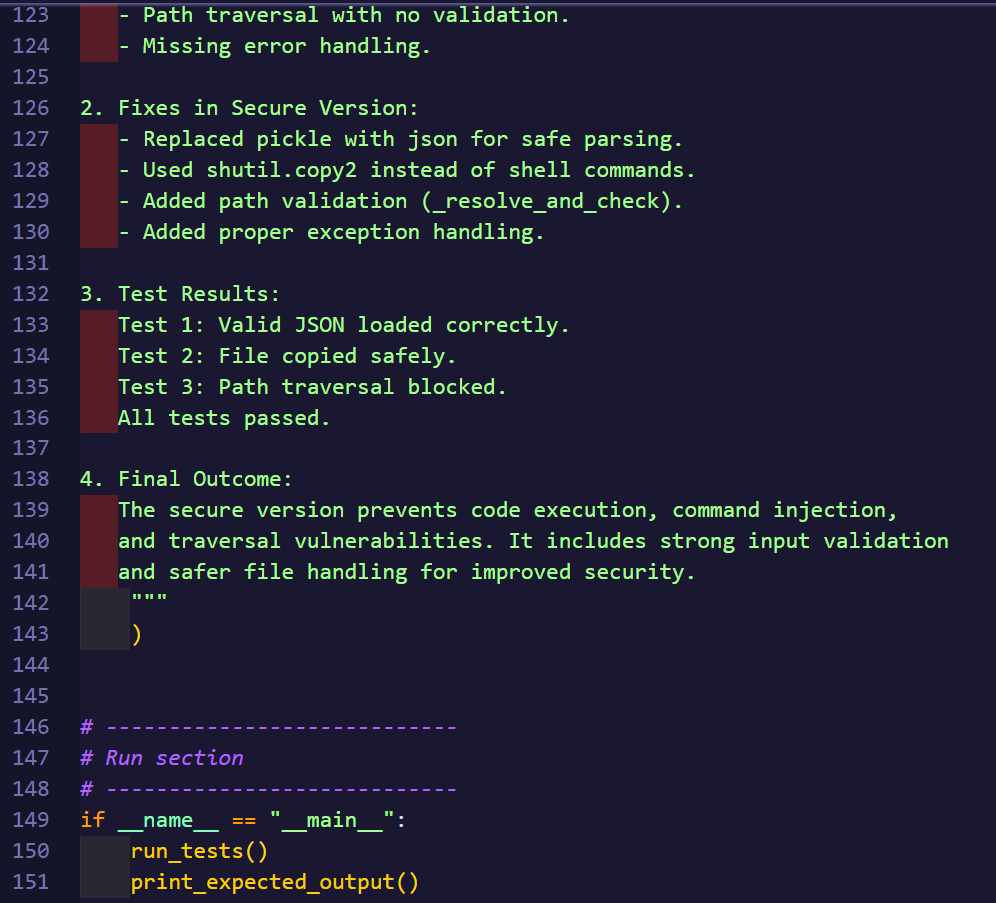 123 - Path traversal with no validation.
124 - Missing error handling.
125
126 2. Fixes in Secure Version:
127 - Replaced pickle with json for safe parsing.
128 - Used shutil.copy2 instead of shell commands.
129 - Added path validation (_resolve_and_check).
130 - Added proper exception handling.
131
132 3. Test Results:
133 Test 1: Valid JSON loaded correctly.
134 Test 2: File copied safely.
135 Test 3: Path traversal blocked.
136 All tests passed.
137
138 4. Final Outcome:
139 The secure version prevents code execution, command injection,
140 and traversal vulnerabilities. It includes strong input validation
141 and safer file handling for improved security.
142 """
143 )
144
145
146 # ----------------------------
147 # Run section
148 # ----------------------------
149 if __name__ == "__main__":
150 run_tests()
151 print_expected_output()